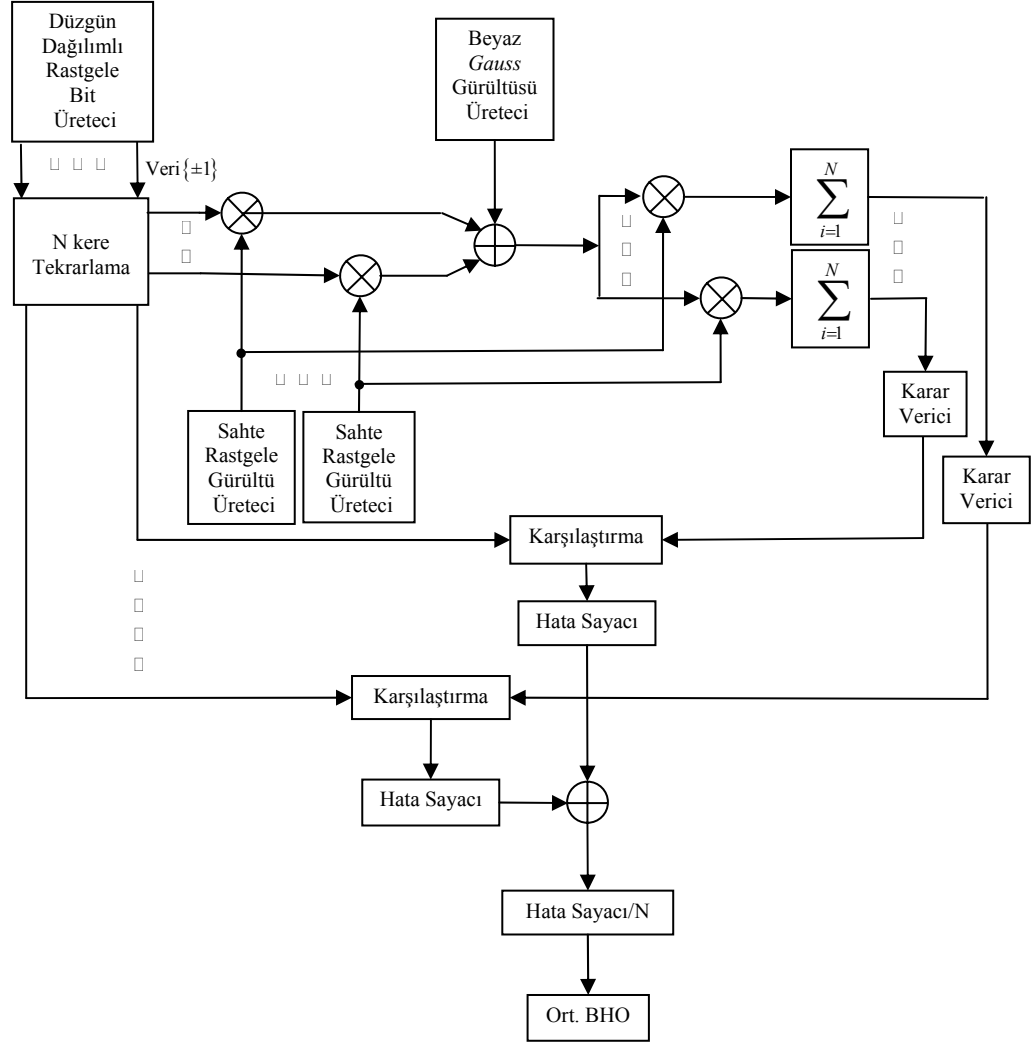 Düzgün
Dağılımlı
Rastgele
Bit
Üreteci
Beyaz
Gauss
Gürültüsü
Üreteci
Veri{±1}
N kere
Tekrarlama
N
∑
i=1
N
∑
i=1
Karar
Verici
Karar
Verici
Sahte
Rastgele
Gürültü
Üreteci
Sahte
Rastgele
Gürültü
Üreteci
Karşılaştırma
Hata Sayacı
Karşılaştırma
Hata Sayacı
Hata Sayacı/N
Ort. BHO